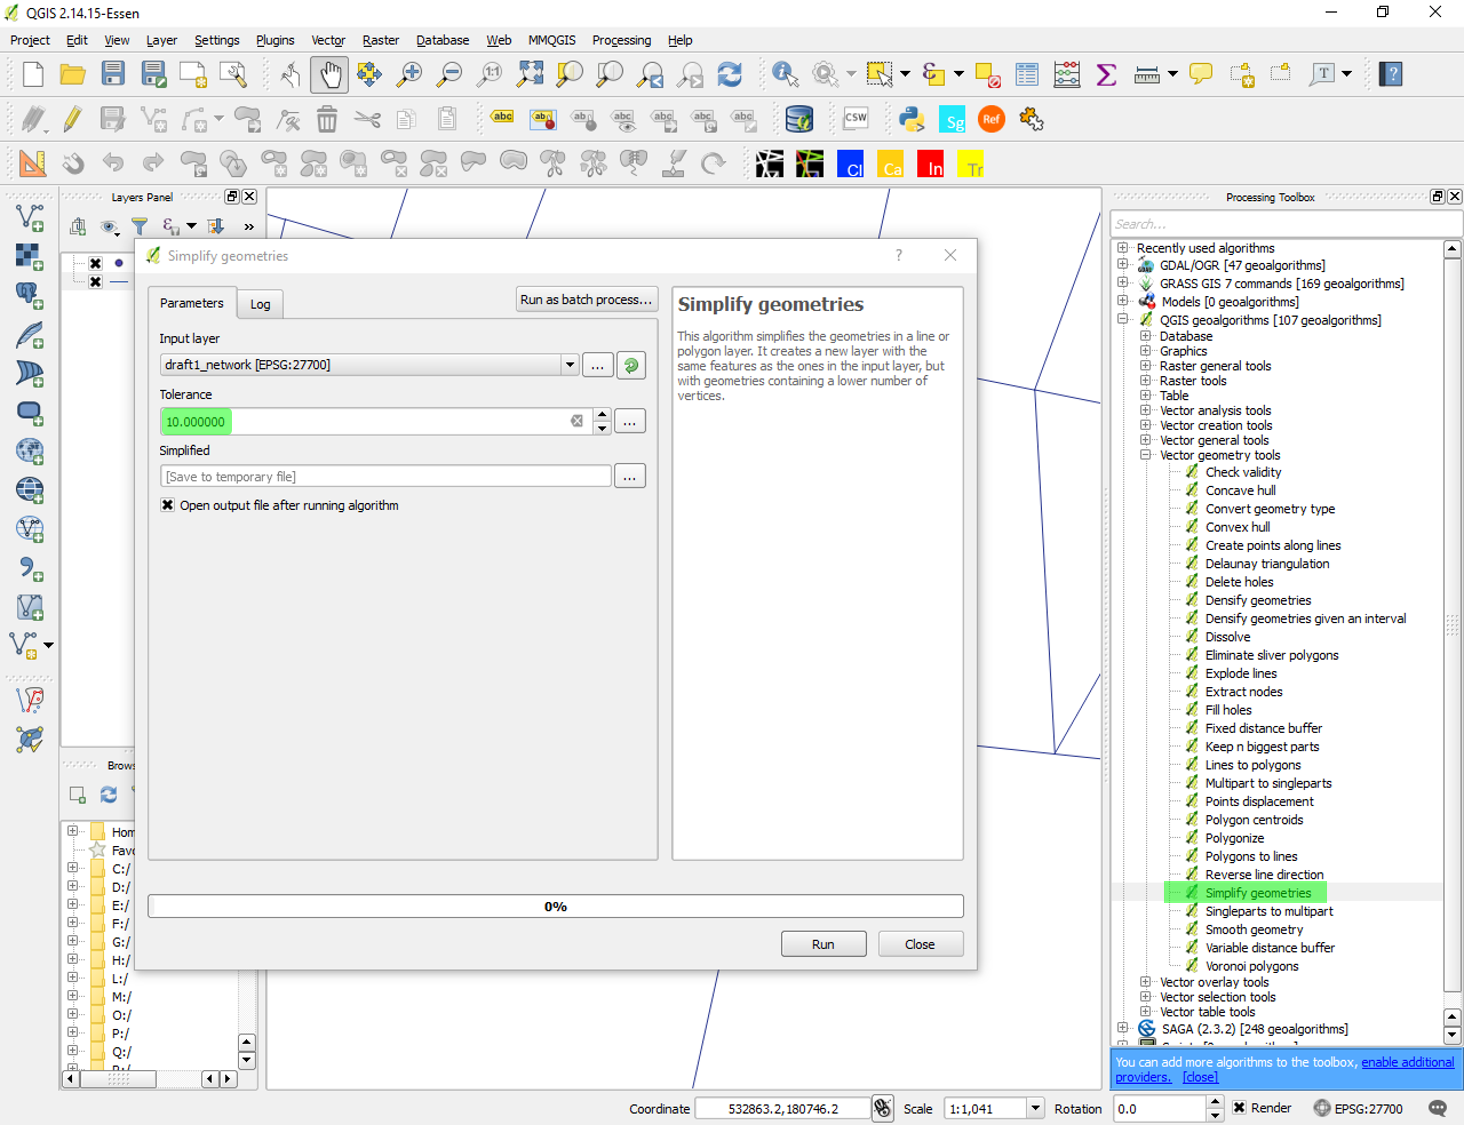 QGIS 2.14.15-Essen
Project Edit View Layer Settings Plugins Vector Raster Database Web MMQGIS Processing Help
abc
ab
CSW
Sg
Ref
Cl
Ca
In
Tr
Layers Panel
Simplify geometries
?
Parameters
Log
Run as batch process...
Input layer
draft1_network [EPSG:27700]
...
Tolerance
10.000000
...
Simplified
[Save to temporary file]
...
Open output file after running algorithm
Simplify geometries
This algorithm simplifies the geometries in a line or
polygon layer. It creates a new layer with the
same features as the ones in the input layer, but
with geometries containing a lower number of
vertices.
0%
Run
Close
Brows
Hom
Favo
C:/
D:/
E:/
F:/
G:/
H:/
L:/
M:/
O:/
P:/
Q:/
Processing Toolbox
Search...
Recently used algorithms
GDAL/OGR [47 geoalgorithms]
GRASS GIS 7 commands [169 geoalgorithms]
Models [0 geoalgorithms]
QGIS geoalgorithms [107 geoalgorithms]
Database
Graphics
Raster general tools
Raster tools
Table
Vector analysis tools
Vector creation tools
Vector general tools
Vector geometry tools
Check validity
Concave hull
Convert geometry type
Convex hull
Create points along lines
Delaunay triangulation
Delete holes
Densify geometries
Densify geometries given an interval
Dissolve
Eliminate sliver polygons
Explode lines
Extract nodes
Fill holes
Fixed distance buffer
Keep n biggest parts
Lines to polygons
Multipart to singleparts
Points displacement
Polygon centroids
Polygonize
Polygons to lines
Reverse line direction
Simplify geometries
Singleparts to multipart
Smooth geometry
Variable distance buffer
Voronoi polygons
Vector overlay tools
Vector selection tools
Vector table tools
SAGA (2.3.2) [248 geoalgorithms]
You can add more algorithms to the toolbox, enable additional
providers. [close]
Coordinate 532863.2,180746.2 Scale 1:1,041 Rotation 0.0 Render EPSG:27700